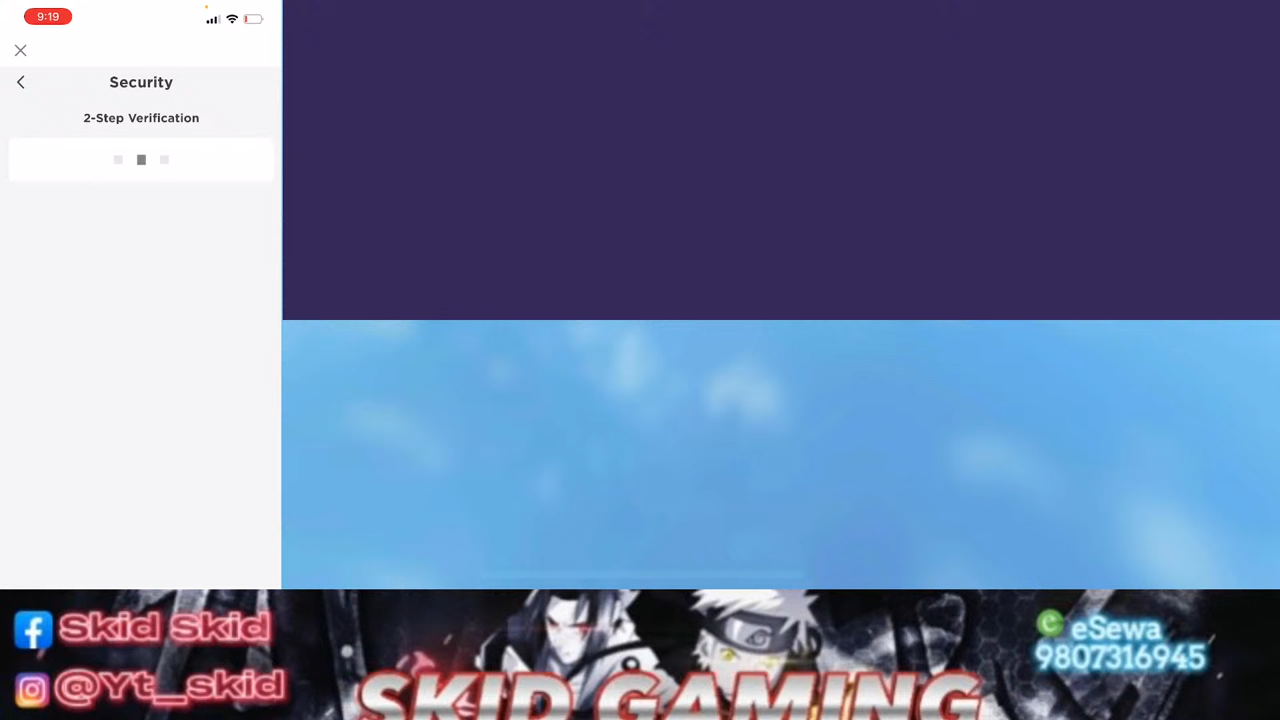 9:19
Security
2-Step Verification
Skid Skid
@Yt_skid
SKID GAMING
eSewa
9807316945